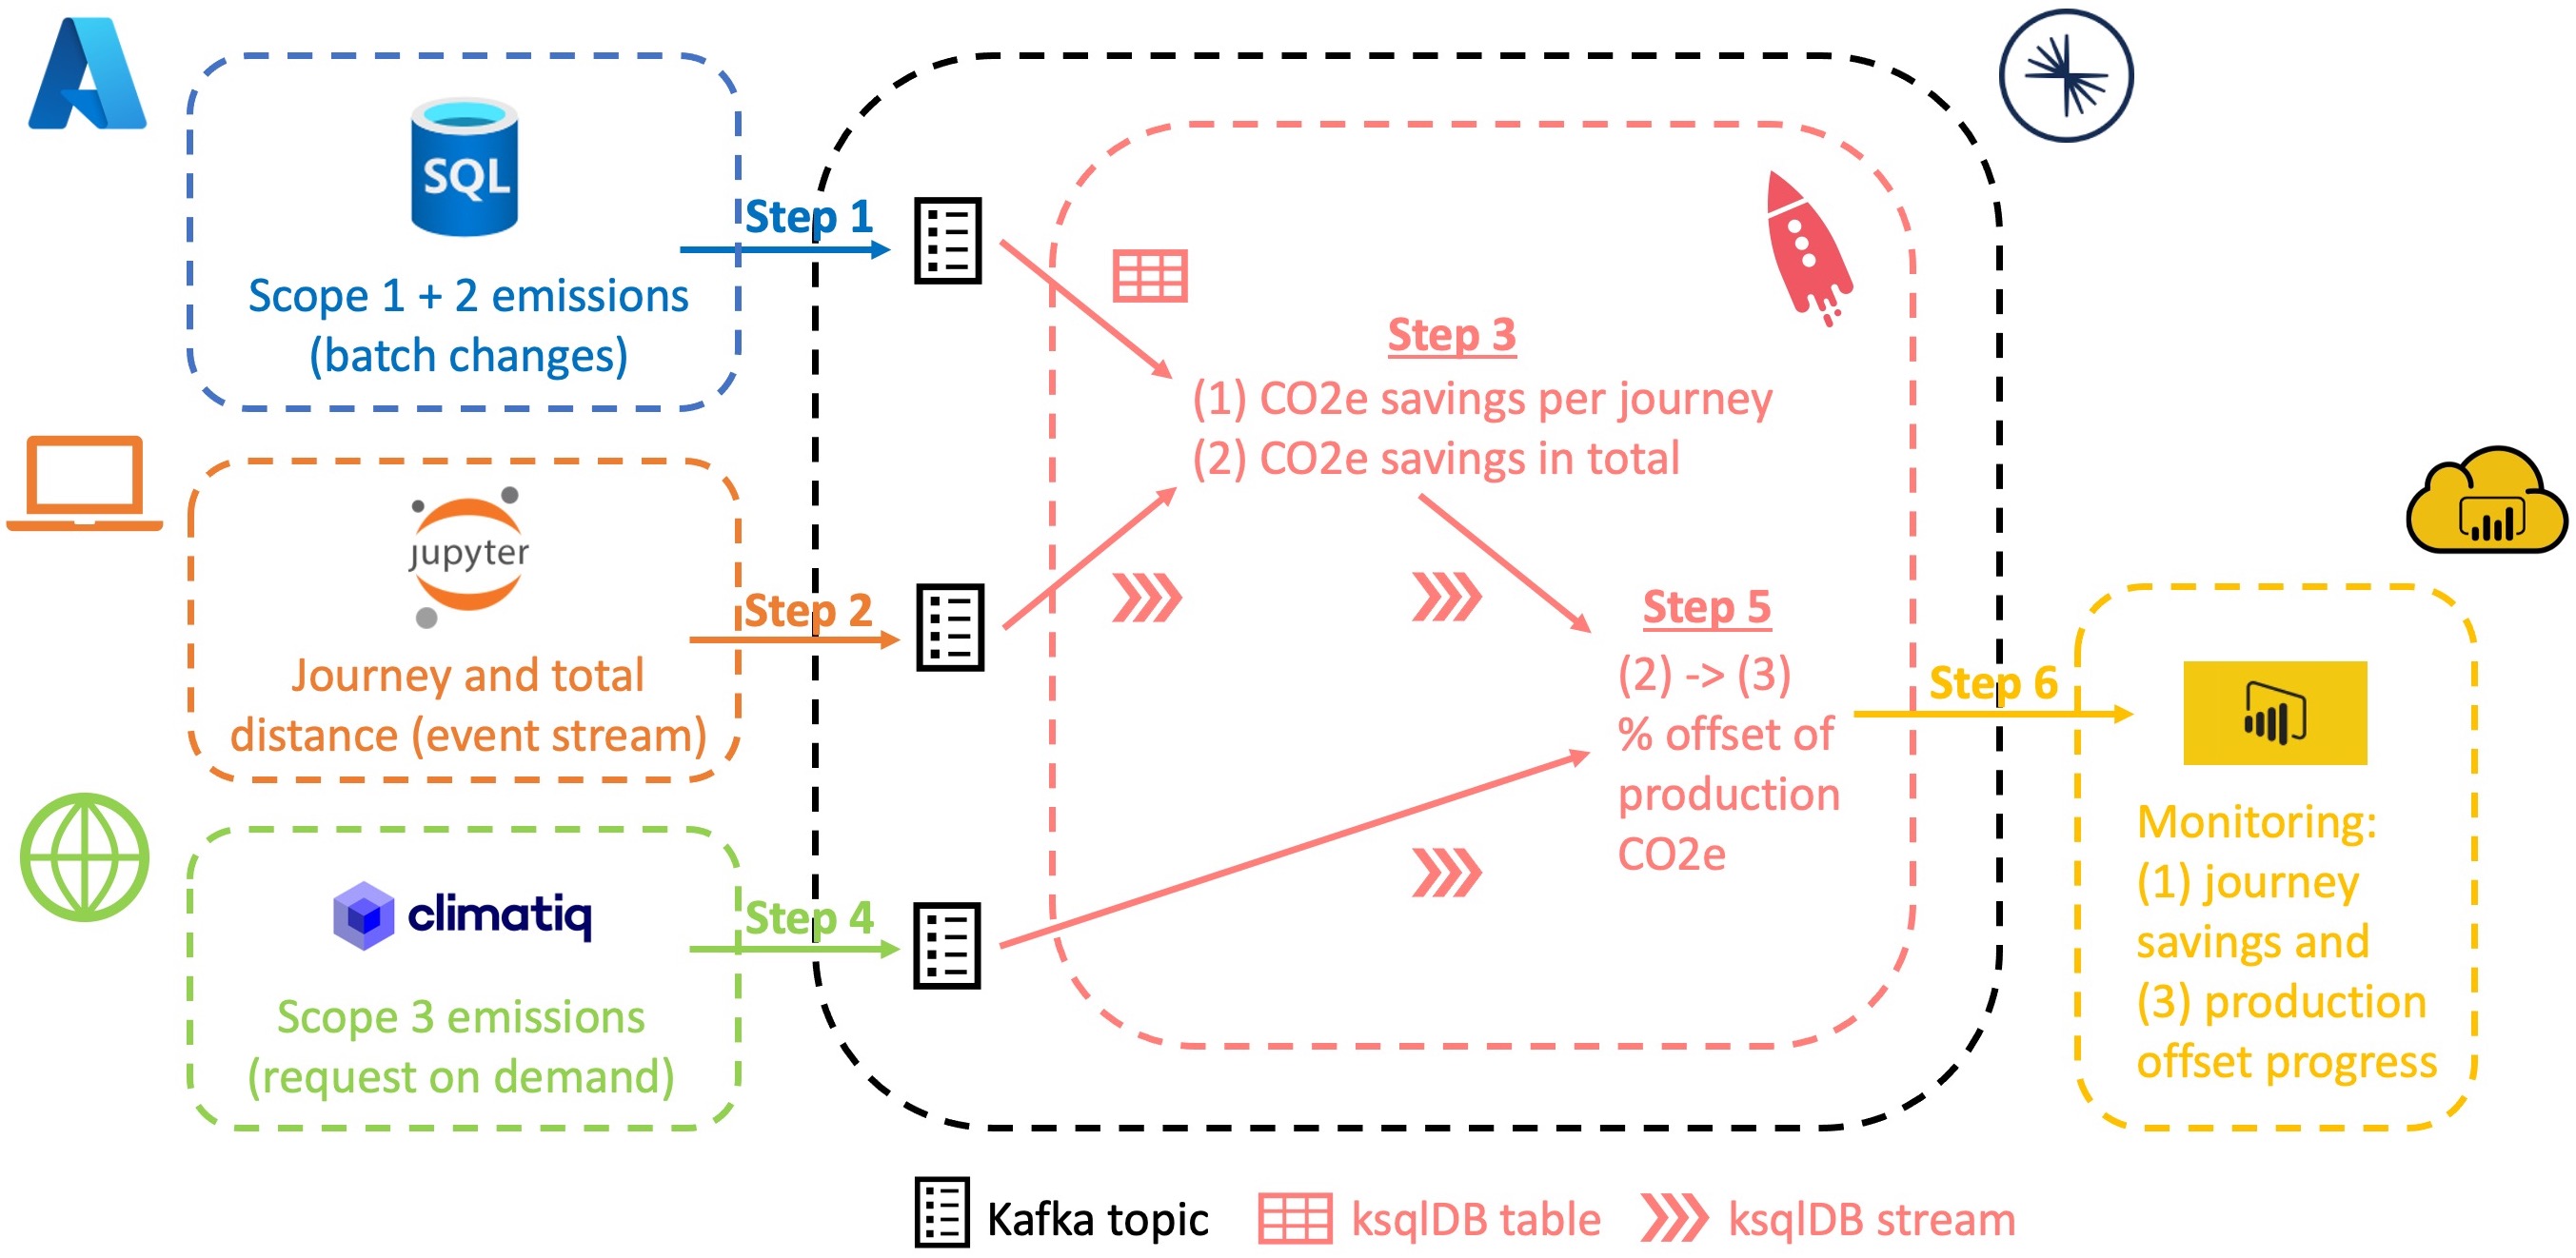 SQL
Scope 1 + 2 emissions
(batch changes)
Step 1
jupyter
Journey and total
distance (event stream)
Step 2
climatiq
Scope 3 emissions
(request on demand)
Step 4
Step 3
(1) CO2e savings per journey
(2) CO2e savings in total
Step 5
(2) -> (3)
% offset of
production
CO2e
Step 6
Monitoring:
(1) journey
savings and
(3) production
offset progress
Kafka topic
ksqlDB table
ksqlDB stream